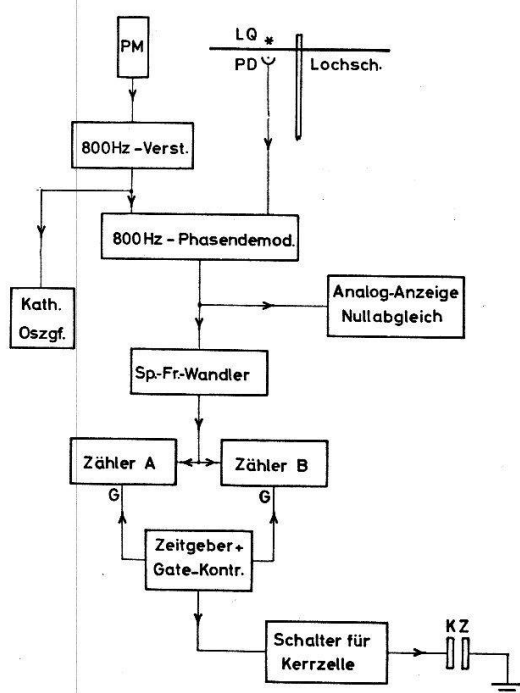 PM
LQ *
PD
Lochsch.
800Hz-Verst.
800Hz-Phasendemod.
Kath.
Oszgf.
Analog-Anzeige
Nullabgleich
Sp.-Fr.-Wandler
Zähler A
Zähler B
G
G
Zeitgeber+
Gate-Kontr.
Schalter für
Kerrzelle
KZ